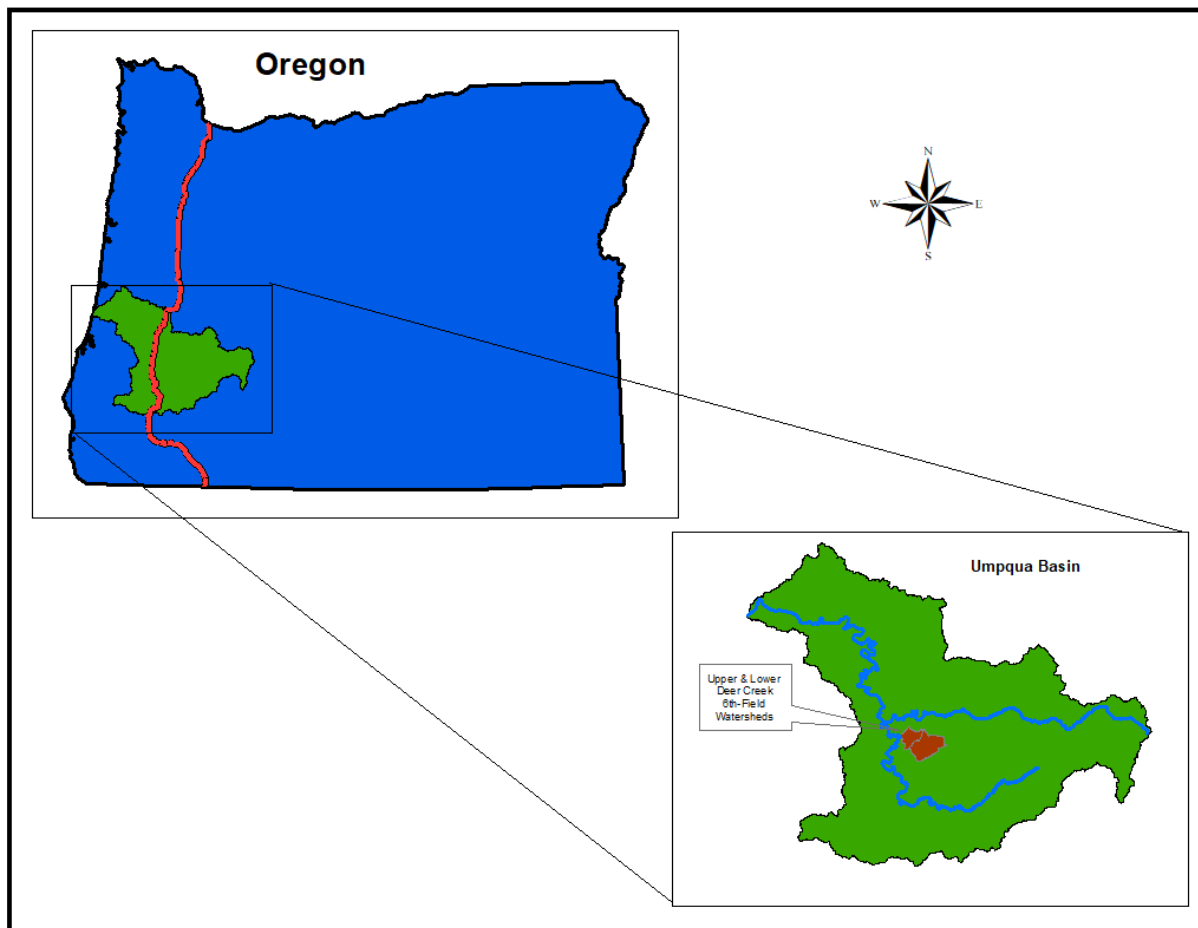 Oregon
N
W
E
S
Umpqua Basin
Upper & Lower
Deer Creek
6th-Field
Watersheds